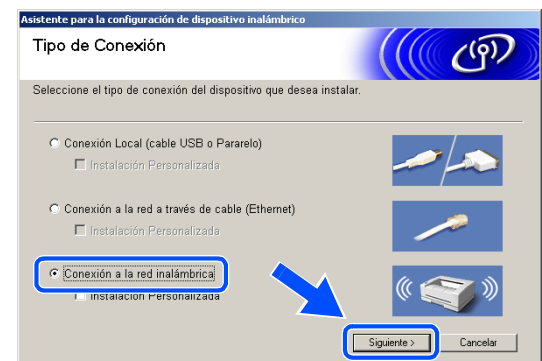 Asistente para la configuración de dispositivo inalámbrico
Tipo de Conexión
Seleccione el tipo de conexión del dispositivo que desea instalar.
Conexión Local (cable USB o Pararelo)
Instalación Personalizada
Conexión a la red a través de cable (Ethernet)
Instalación Personalizada
Conexión a la red inalámbrica
Instalación Personalizada
Siguiente > Cancelar